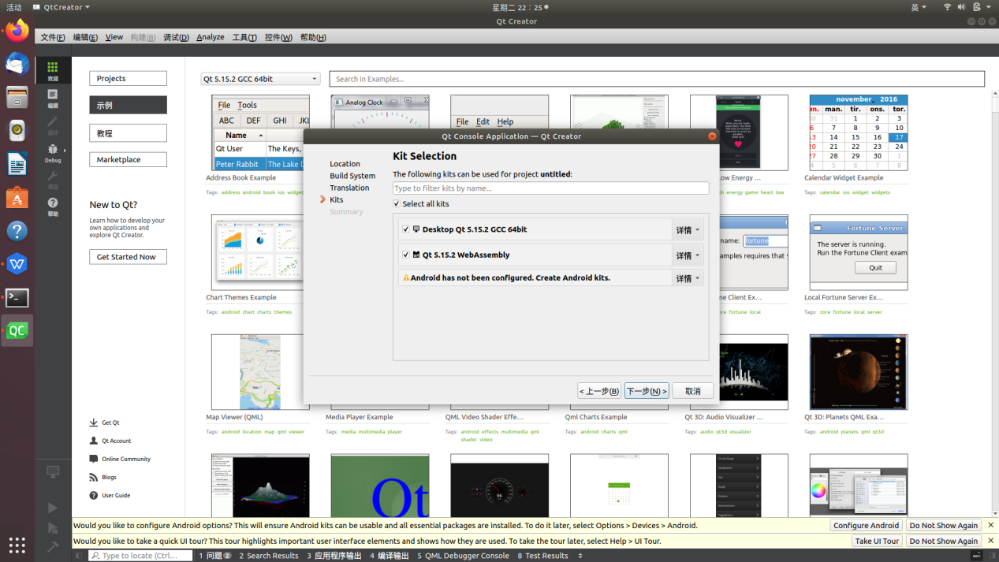 活动 QtCreator 星期二 22：25 英
Qt Creator
文件(F) 编辑(E) View 构建(B) 调试(D) Analyze 工具(T) 控件(W) 帮助(H)
欢迎
编辑
设计
Debug
项目
帮助
Projects
示例
教程
Marketplace
New to Qt?
Learn how to develop your
own applications and
explore Qt Creator.
Get Started Now
Get Qt
Qt Account
Online Community
Blogs
User Guide
Qt 5.15.2 GCC 64bit
Search in Examples...
File Tools
ABC DEF GHI JKL
Name
Qt User The Keys,
Peter Rabbit The Lake D
Analog Clock
File Edit Help
november, 2016
man. tir. ons. tor.
30 31 1 2 3
6 7 8 9 10
13 14 15 16 17
20 21 22 23 24
27 28 29 30 1
4 5 6 7 8
Address Book Example
Tags: address android book ios widget
Low Energy ...
energy game heart low
Calendar Widget Example
Tags: calendar ios widget widgets
Qt Console Application — Qt Creator
Location
Build System
Translation
Kits
Summary
Kit Selection
The following kits can be used for project untitled:
Type to filter kits by name...
Select all kits
Desktop Qt 5.15.2 GCC 64bit 详情
Qt 5.15.2 WebAssembly 详情
Android has not been configured. Create Android kits. 详情
< 上一步(B) 下一步(N) > 取消
name: fortune
amples requires that y
Fortune Server
The server is running.
Run the Fortune Client exam
Quit
Chart Themes Example
Tags: android chart charts themes
ne Client Ex...
ore fortune local
Local Fortune Server Ex...
Tags: core fortune local server
Map Viewer (QML)
Tags: android location map qml viewer
Media Player Example
Tags: media multimedia player
QML Video Shader Effe...
Tags: android effects multimedia qml
shader video
Qml Charts Example
Tags: android charts qml
Qt 3D: Audio Visualizer ...
Tags: audio qt3d visualizer
Qt 3D: Planets QML Exa...
Tags: android planets qml qt3d
Qt
96
Would you like to configure Android options? This will ensure Android kits can be usable and all essential packages are installed. To do it later, select Options > Devices > Android. Configure Android Do Not Show Again
Would you like to take a quick UI tour? This tour highlights important user interface elements and shows how they are used. To take the tour later, select Help > UI Tour. Take UI Tour Do Not Show Again
Type to locate (Ctrl... 1 问题 2 2 Search Results 3 应用程序输出 4 编译输出 5 QML Debugger Console 8 Test Results